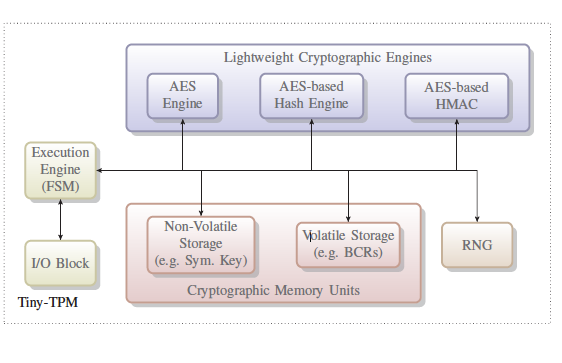 Lightweight Cryptographic Engines
AES
Engine
AES-based
Hash Engine
AES-based
HMAC
Execution
Engine
(FSM)
Non-Volatile
Storage
(e.g. Sym. Key)
Volatile Storage
(e.g. BCRs)
RNG
I/O Block
Cryptographic Memory Units
Tiny-TPM